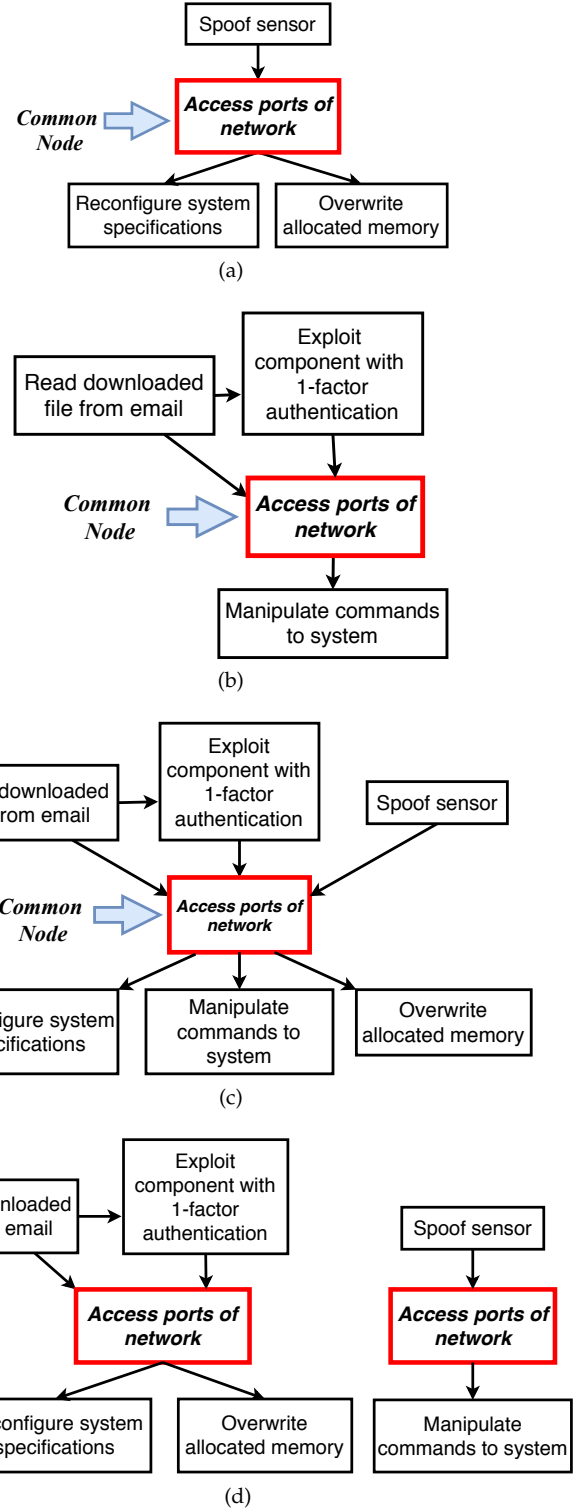 Spoof sensor
Access ports of
network
Common
Node
Reconfigure system
specifications
Overwrite
allocated memory
(a)
Exploit
component with
1-factor
authentication
Read downloaded
file from email
Common
Node
Access ports of
network
Manipulate commands
to system
(b)
Exploit
component with
1-factor
authentication
downloaded
email
Spoof sensor
Access ports of
network
Common
Node
system
Manipulate
commands to
system
Overwrite
allocated memory
(c)
Exploit
component with
1-factor
authentication
email
Spoof sensor
Access ports of
network
Access ports of
network
system
specifications
Overwrite
allocated memory
Manipulate
commands to system
(d)